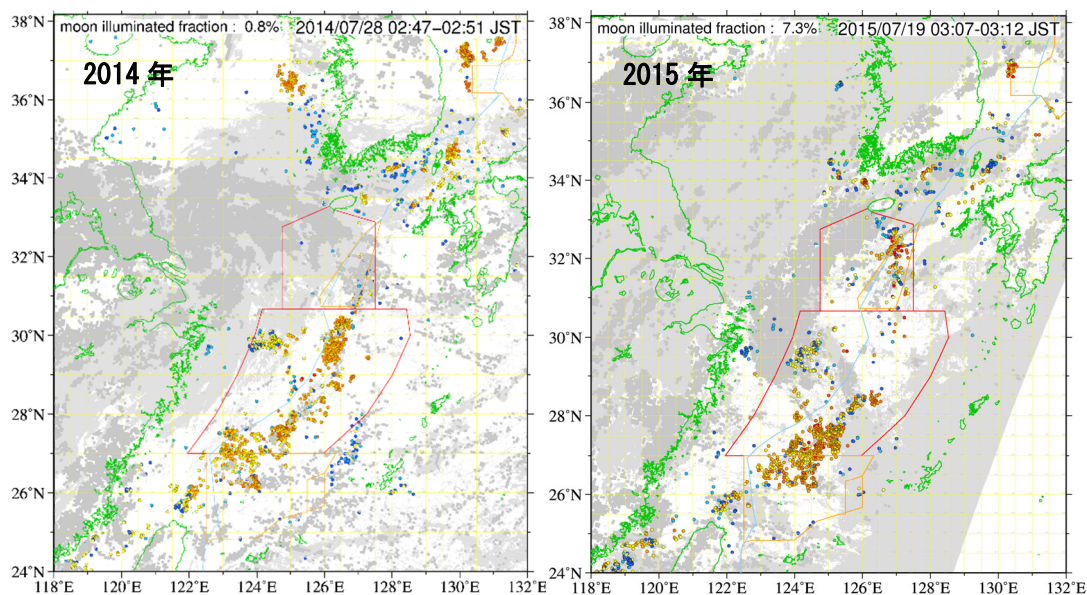 moon illuminated fraction : 0.8% 2014/07/28 02:47−02:51 JST
2014 年
38°N
36°N
34°N
32°N
30°N
28°N
26°N
24°N
118°E 120°E 122°E 124°E 126°E 128°E 130°E 132°E
moon illuminated fraction : 7.3% 2015/07/19 03:07-03:12 JST
2015 年
38°N
36°N
34°N
32°N
30°N
28°N
26°N
24°N
118°E 120°E 122°E 124°E 126°E 128°E 130°E 132°E